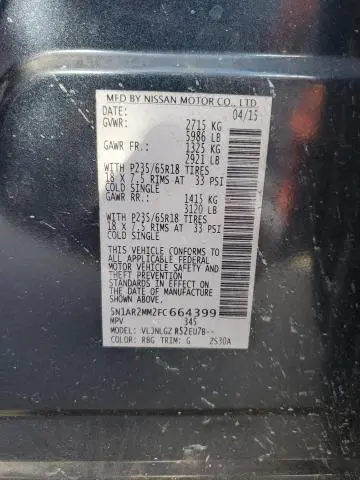 MFD BY NISSAN MOTOR CO., LTD.
DATE: 04/15
GVWR: 2715 KG
5986 LB
GAWR FR.: 1325 KG
2921 LB
WITH P235/65R18 TIRES
18 X 7.5 RIMS AT 33 PSI
COLD SINGLE
GAWR RR.: 1415 KG
3120 LB
WITH P235/65R18 TIRES
18 X 7.5 RIMS AT 33 PSI
COLD SINGLE
THIS VEHICLE CONFORMS TO
ALL APPLICABLE FEDERAL
MOTOR VEHICLE SAFETY
STANDARDS IN EFFECT ON
THE DATE OF MANUFACTURE
SHOWN ABOVE.
5N1AR2MM2FC664399
MPV 345
MODEL: VLJNLGZ R52EU7B--
COLOR: RBG TRIM: G ZS30A